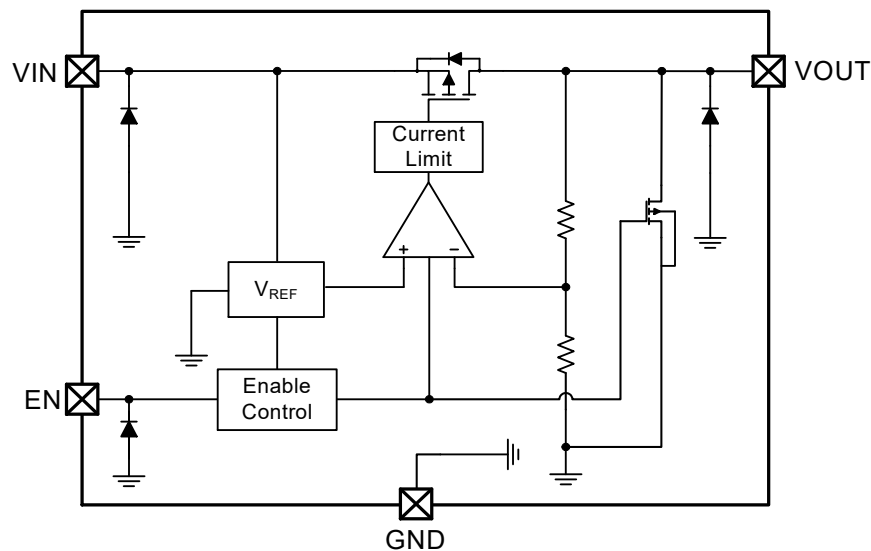 VIN
VOUT
Current
Limit
+ −
VREF
EN
Enable
Control
GND